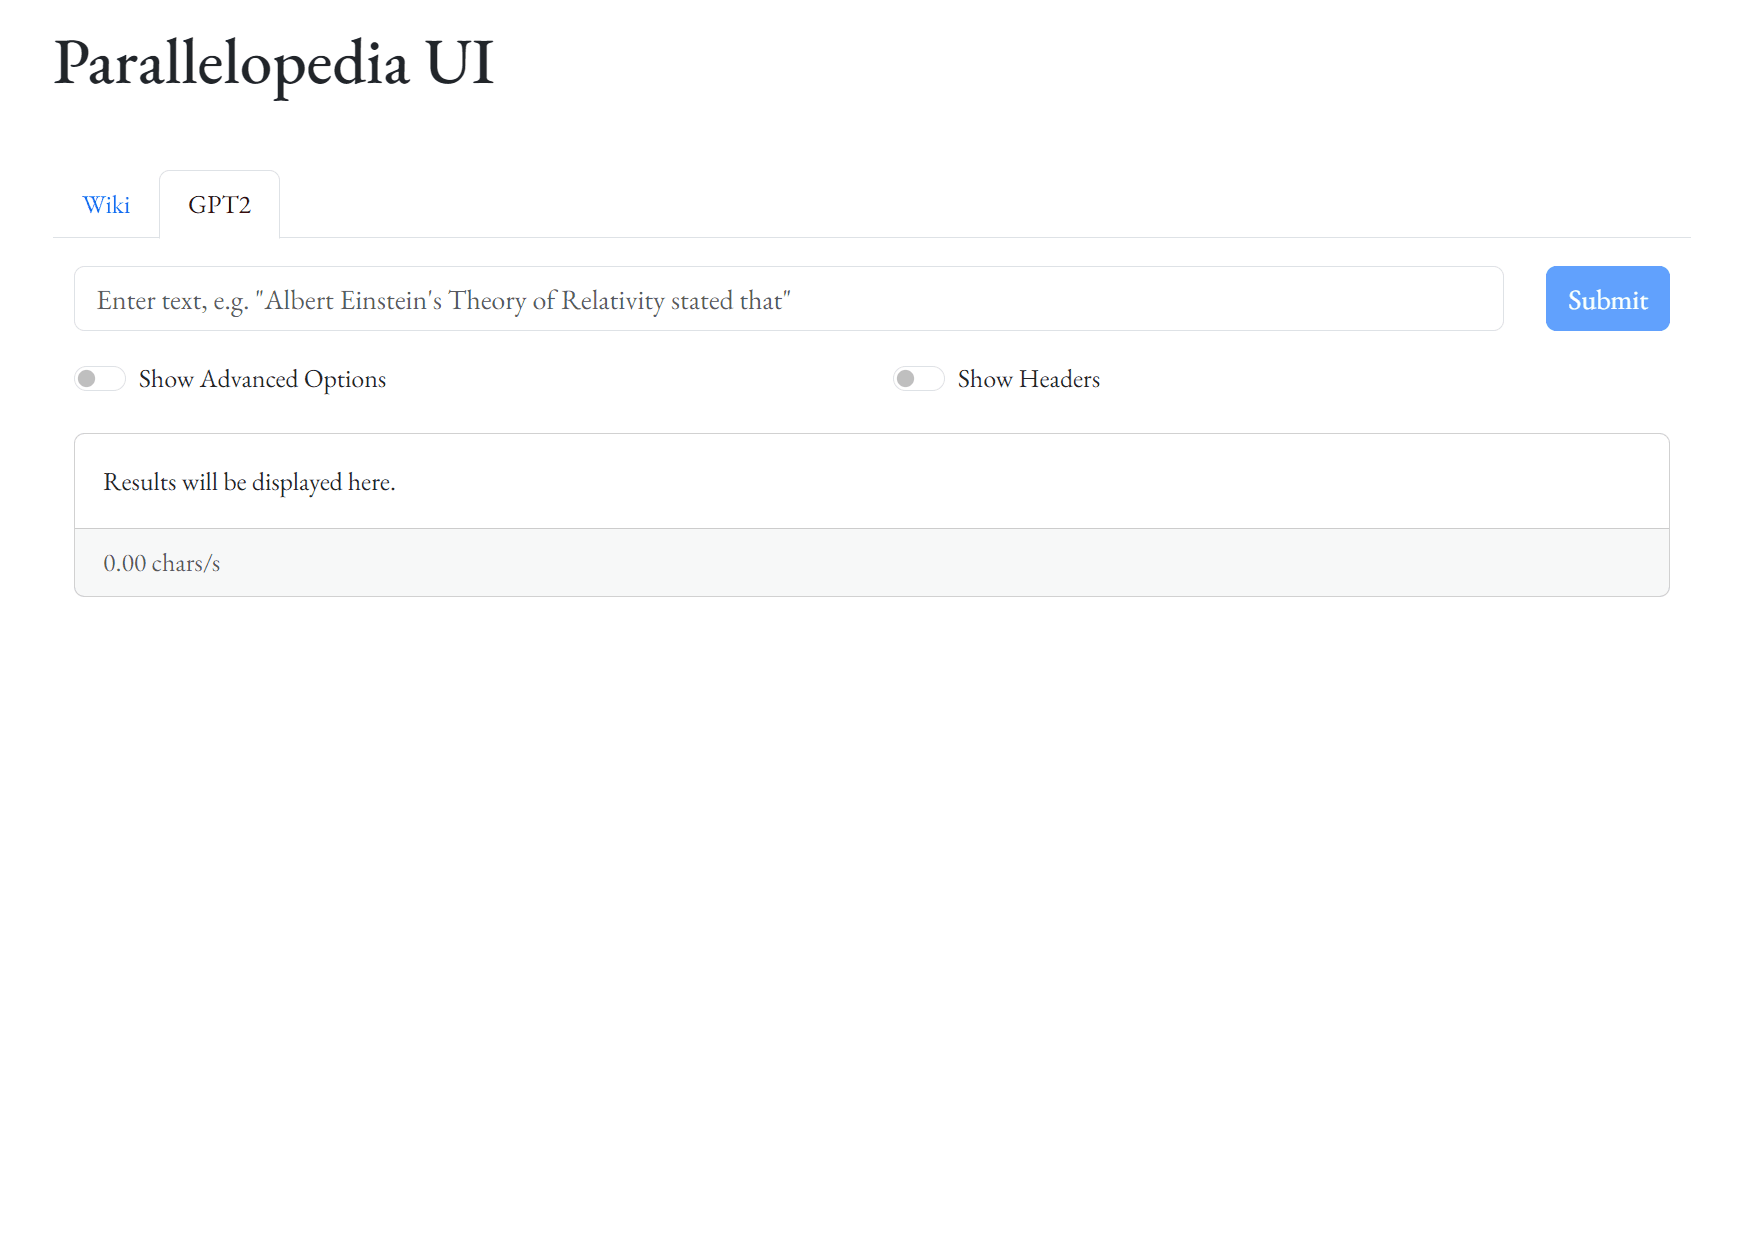 Parallelopedia UI
Wiki GPT2
Enter text, e.g. "Albert Einstein's Theory of Relativity stated that" Submit
Show Advanced Options Show Headers
Results will be displayed here.
0.00 chars/s